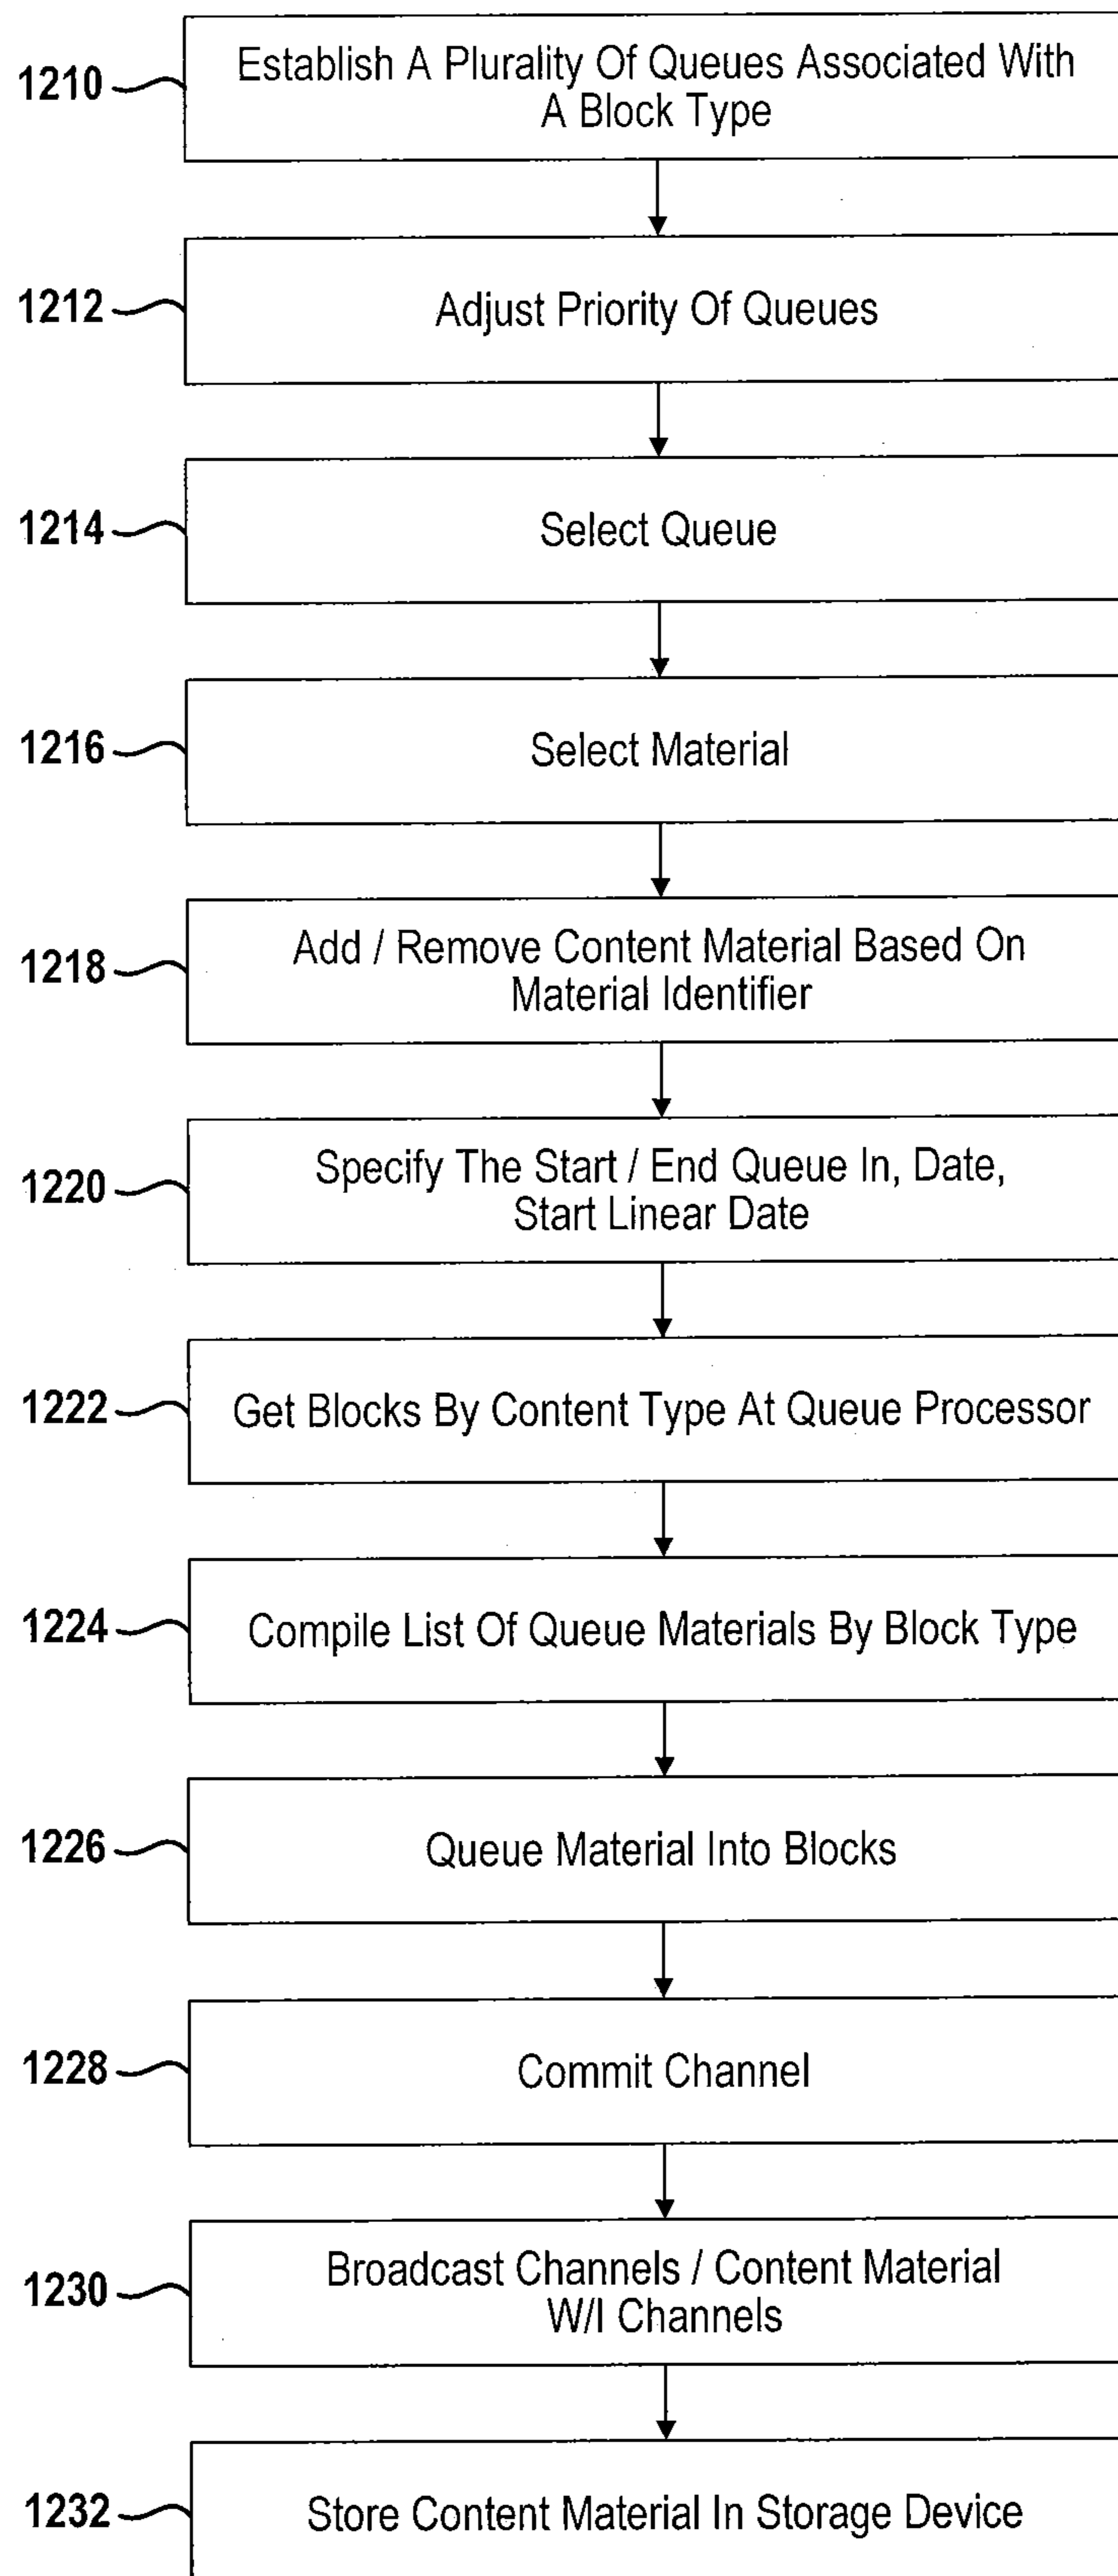 1210
Establish A Plurality Of Queues Associated With
A Block Type
1212
Adjust Priority Of Queues
1214
Select Queue
1216
Select Material
1218
Add / Remove Content Material Based On
Material Identifier
1220
Specify The Start / End Queue In, Date,
Start Linear Date
1222
Get Blocks By Content Type At Queue Processor
1224
Compile List Of Queue Materials By Block Type
1226
Queue Material Into Blocks
1228
Commit Channel
1230
Broadcast Channels / Content Material
W/I Channels
1232
Store Content Material In Storage Device